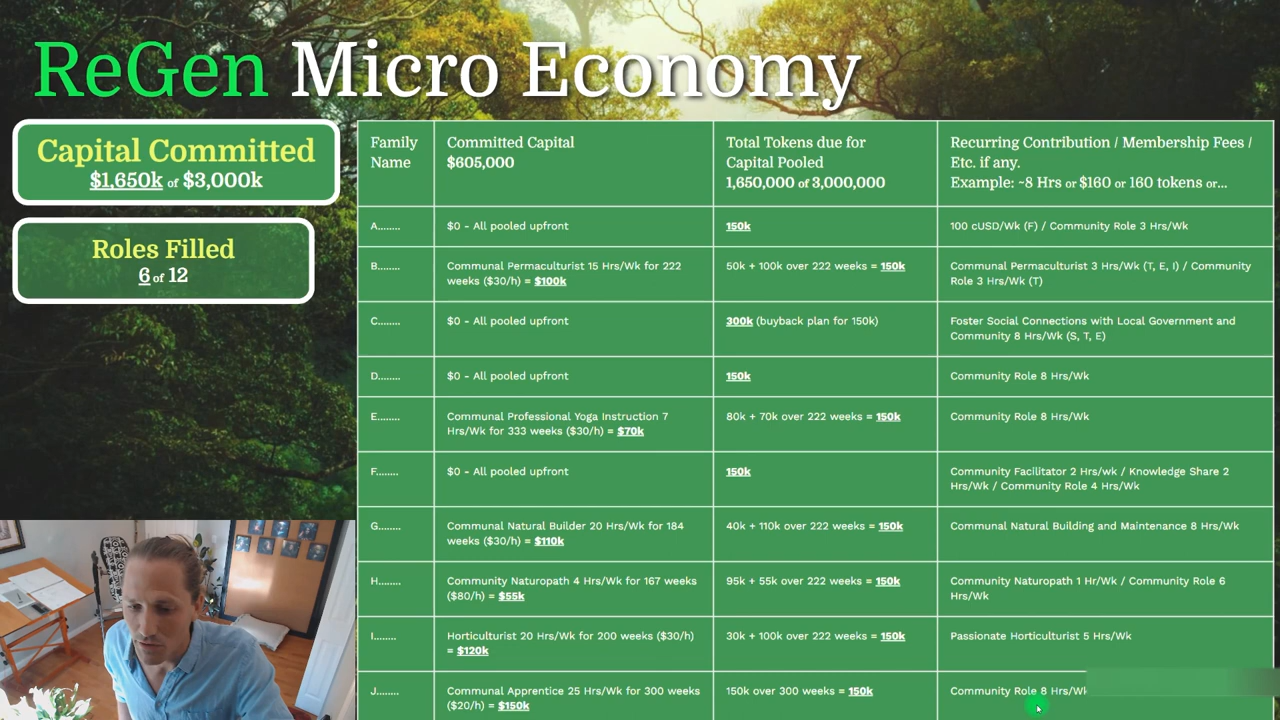 ReGen Micro Economy
Capital Committed
$1,650k of $3,000k
Roles Filled
6 of 12
Family
Name
Committed Capital
$605,000
Total Tokens due for
Capital Pooled
1,650,000 of 3,000,000
Recurring Contribution / Membership Fees /
Etc. if any.
Example: ~8 Hrs or $160 or 160 tokens or...
A........
$0 - All pooled upfront
150k
100 cUSD/Wk (F) / Community Role 3 Hrs/Wk
B........
Communal Permaculturist 15 Hrs/Wk for 222
weeks ($30/h) = $100k
50k + 100k over 222 weeks = 150k
Communal Permaculturist 3 Hrs/Wk (T, E, I) / Community
Role 3 Hrs/Wk (T)
C........
$0 - All pooled upfront
300k (buyback plan for 150k)
Foster Social Connections with Local Government and
Community 8 Hrs/Wk (S, T, E)
D........
$0 - All pooled upfront
150k
Community Role 8 Hrs/Wk
E........
Communal Professional Yoga Instruction 7
Hrs/Wk for 333 weeks ($30/h) = $70k
80k + 70k over 222 weeks = 150k
Community Role 8 Hrs/Wk
F........
$0 - All pooled upfront
150k
Community Facilitator 2 Hrs/wk / Knowledge Share 2
Hrs/Wk / Community Role 4 Hrs/Wk
G........
Communal Natural Builder 20 Hrs/Wk for 184
weeks ($30/h) = $110k
40k + 110k over 222 weeks = 150k
Communal Natural Building and Maintenance 8 Hrs/Wk
H........
Community Naturopath 4 Hrs/Wk for 167 weeks
($80/h) = $55k
95k + 55k over 222 weeks = 150k
Community Naturopath 1 Hr/Wk / Community Role 6
Hrs/Wk
I........
Horticulturist 20 Hrs/Wk for 200 weeks ($30/h)
= $120k
30k + 100k over 222 weeks = 150k
Passionate Horticulturist 5 Hrs/Wk
J........
Communal Apprentice 25 Hrs/Wk for 300 weeks
($20/h) = $150k
150k over 300 weeks = 150k
Community Role 8 Hrs/Wk